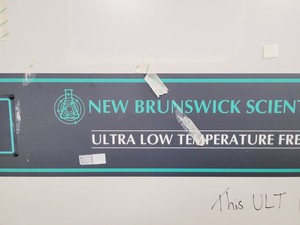 NEW BRUNSWICK SCIENT
ULTRA LOW TEMPERATURE FRE
This ULT